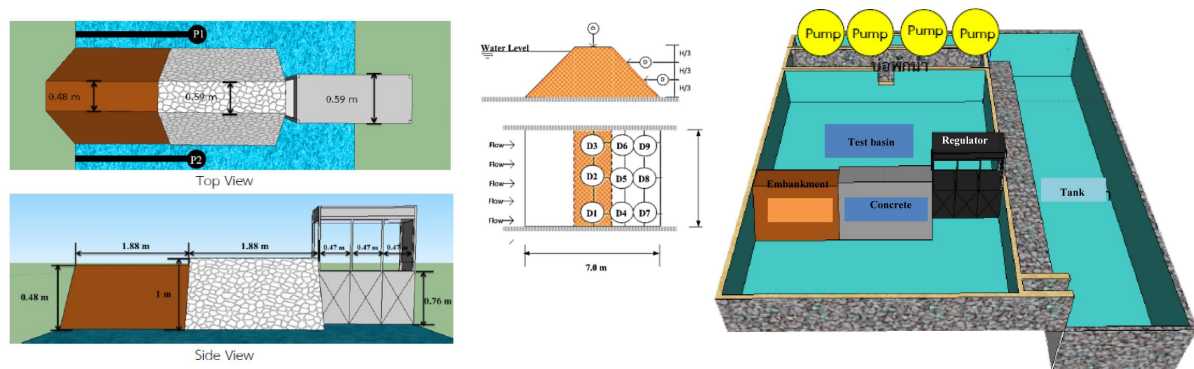 P1
0.48 m
0.59 m
0.59 m
P2
Top View
1.88 m
1.88 m
0.47 m
0.47 m
0.47 m
0.48 m
1 m
0.76 m
Side View
Water Level
D
D
H/3
H/3
H/3
Flow
Flow
Flow
Flow
Flow
D3
D6
D9
D2
D5
D8
D1
D4
D7
7.0 m
Pump
Pump
Pump
Pump
บ่อพักน้ำ
Test basin
Regulator
Embankment
Concrete
Tank